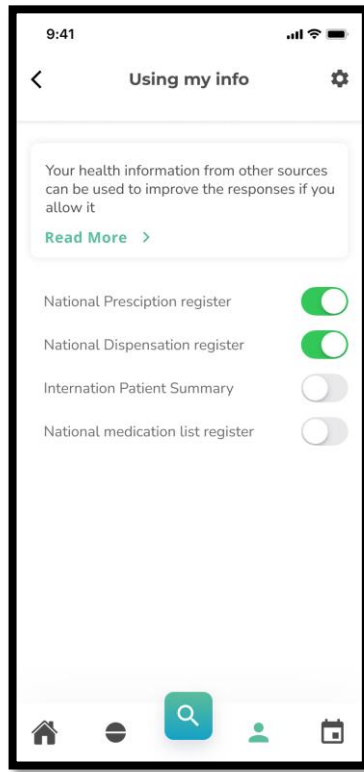 9:41
Using my info
Your health information from other sources
can be used to improve the responses if you
allow it
Read More >
National Presciption register
National Dispensation register
Internation Patient Summary
National medication list register